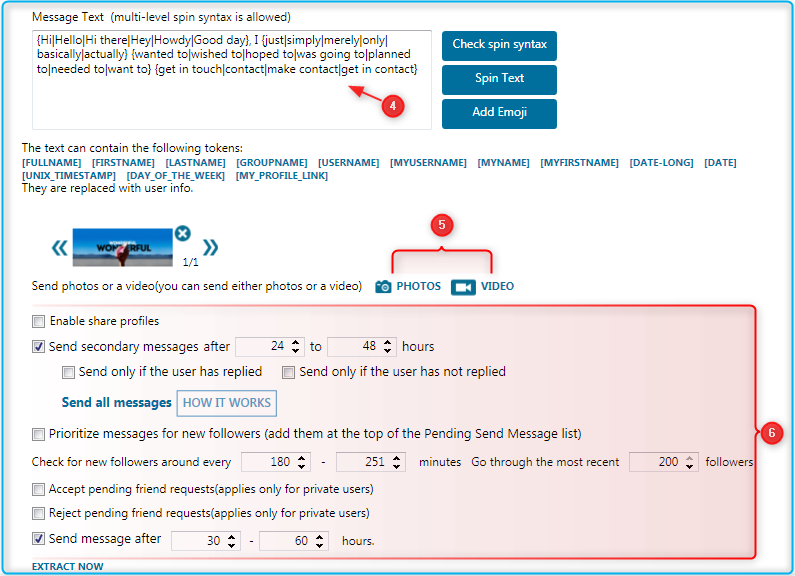 Message Text (multi-level spin syntax is allowed)
{Hi|Hello|Hi there|Hey|Howdy|Good day}, I {just|simply|merely|only|
basically|actually} {wanted to|wished to|hoped to|was going to|planned
to|needed to|want to} {get in touch|contact|make contact|get in contact}
Check spin syntax
Spin Text
Add Emoji
4
The text can contain the following tokens:
[FULLNAME] [FIRSTNAME] [LASTNAME] [GROUPNAME] [USERNAME] [MYUSERNAME] [MYNAME] [MYFIRSTNAME] [DATE-LONG] [DATE]
[UNIX_TIMESTAMP] [DAY_OF_THE_WEEK] [MY_PROFILE_LINK]
They are replaced with user info.
5
WONDERFUL
1/1
Send photos or a video(you can send either photos or a video) PHOTOS VIDEO
Enable share profiles
Send secondary messages after 24 to 48 hours
Send only if the user has replied Send only if the user has not replied
Send all messages HOW IT WORKS
Prioritize messages for new followers (add them at the top of the Pending Send Message list)
6
Check for new followers around every 180 - 251 minutes Go through the most recent 200 followers
Accept pending friend requests(applies only for private users)
Reject pending friend requests(applies only for private users)
Send message after 30 - 60 hours.
EXTRACT NOW